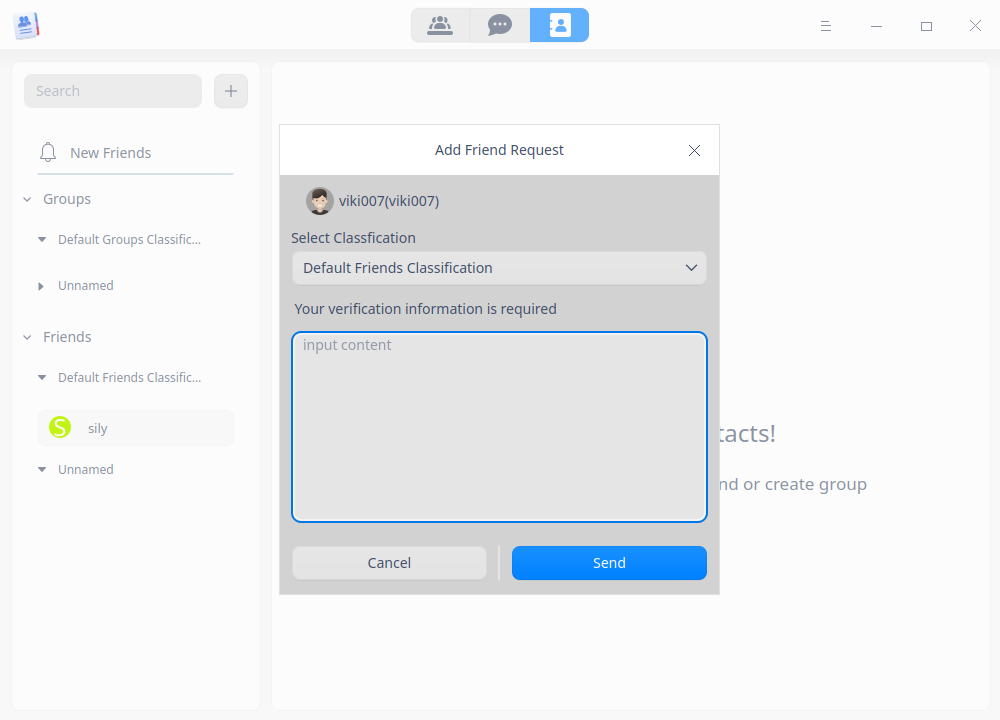 Search
New Friends
Groups
Default Groups Classific...
Unnamed
Friends
Default Friends Classific...
S
sily
Unnamed
Add Friend Request
viki007(viki007)
Select Classfication
Default Friends Classification
Your verification information is required
input content
Cancel
Send
tacts!
nd or create group